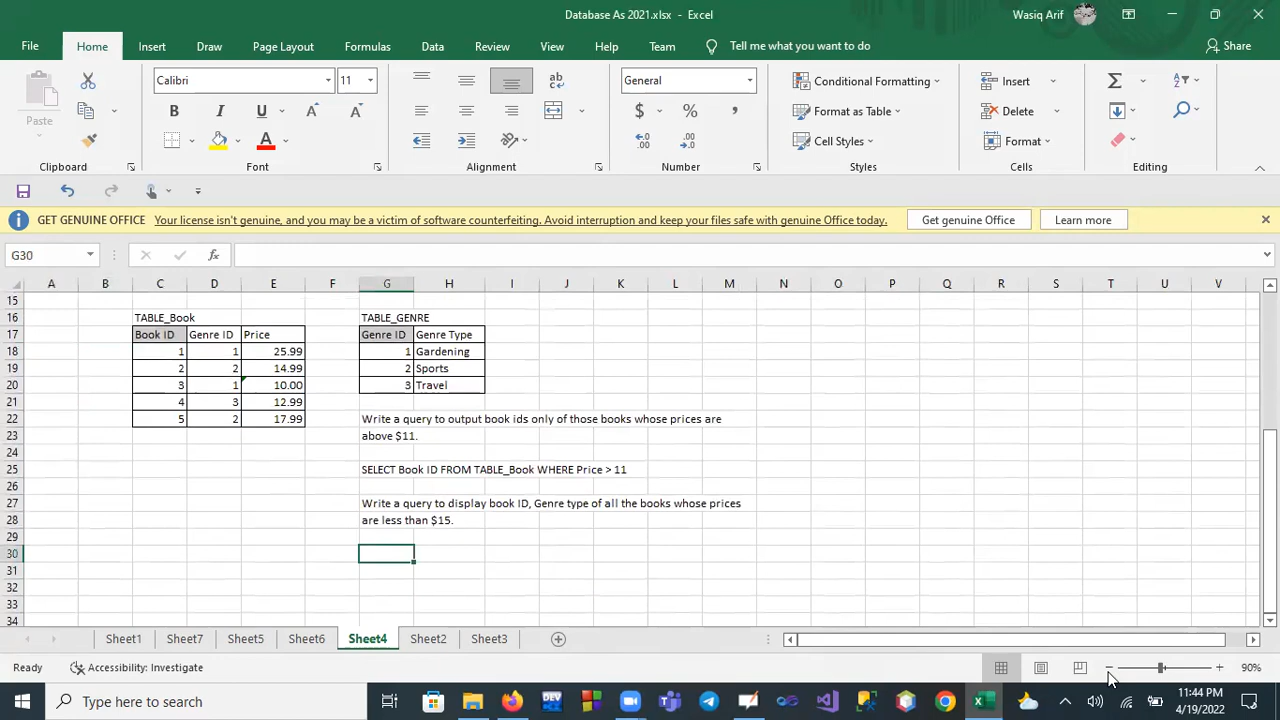 Database As 2021.xlsx - Excel
Wasiq Arif
File Home Insert Draw Page Layout Formulas Data Review View Help Team Tell me what you want to do Share
Paste
Calibri 11
B I U A A A
ab
General
$ % ,
Conditional Formatting
Format as Table
Cell Styles
Insert
Delete
Format
Clipboard Font Alignment Number Styles Cells Editing
GET GENUINE OFFICE Your license isn't genuine, and you may be a victim of software counterfeiting. Avoid interruption and keep your files safe with genuine Office today. Get genuine Office Learn more
G30 fx
A B C D E F G H I J K L M N O P Q R S T U V
15
16 TABLE_Book TABLE_GENRE
17 Book ID Genre ID Price Genre ID Genre Type
18 1 1 25.99 1 Gardening
19 2 2 14.99 2 Sports
20 3 1 10.00 3 Travel
21 4 3 12.99
22 5 2 17.99 Write a query to output book ids only of those books whose prices are
23 above $11.
24
25 SELECT Book ID FROM TABLE_Book WHERE Price > 11
26
27 Write a query to display book ID, Genre type of all the books whose prices
28 are less than $15.
29
30
31
32
33
34
Sheet1 Sheet7 Sheet5 Sheet6 Sheet4 Sheet2 Sheet3
Ready Accessibility: Investigate 90%
Type here to search
DEV
11:44 PM
4/19/2022